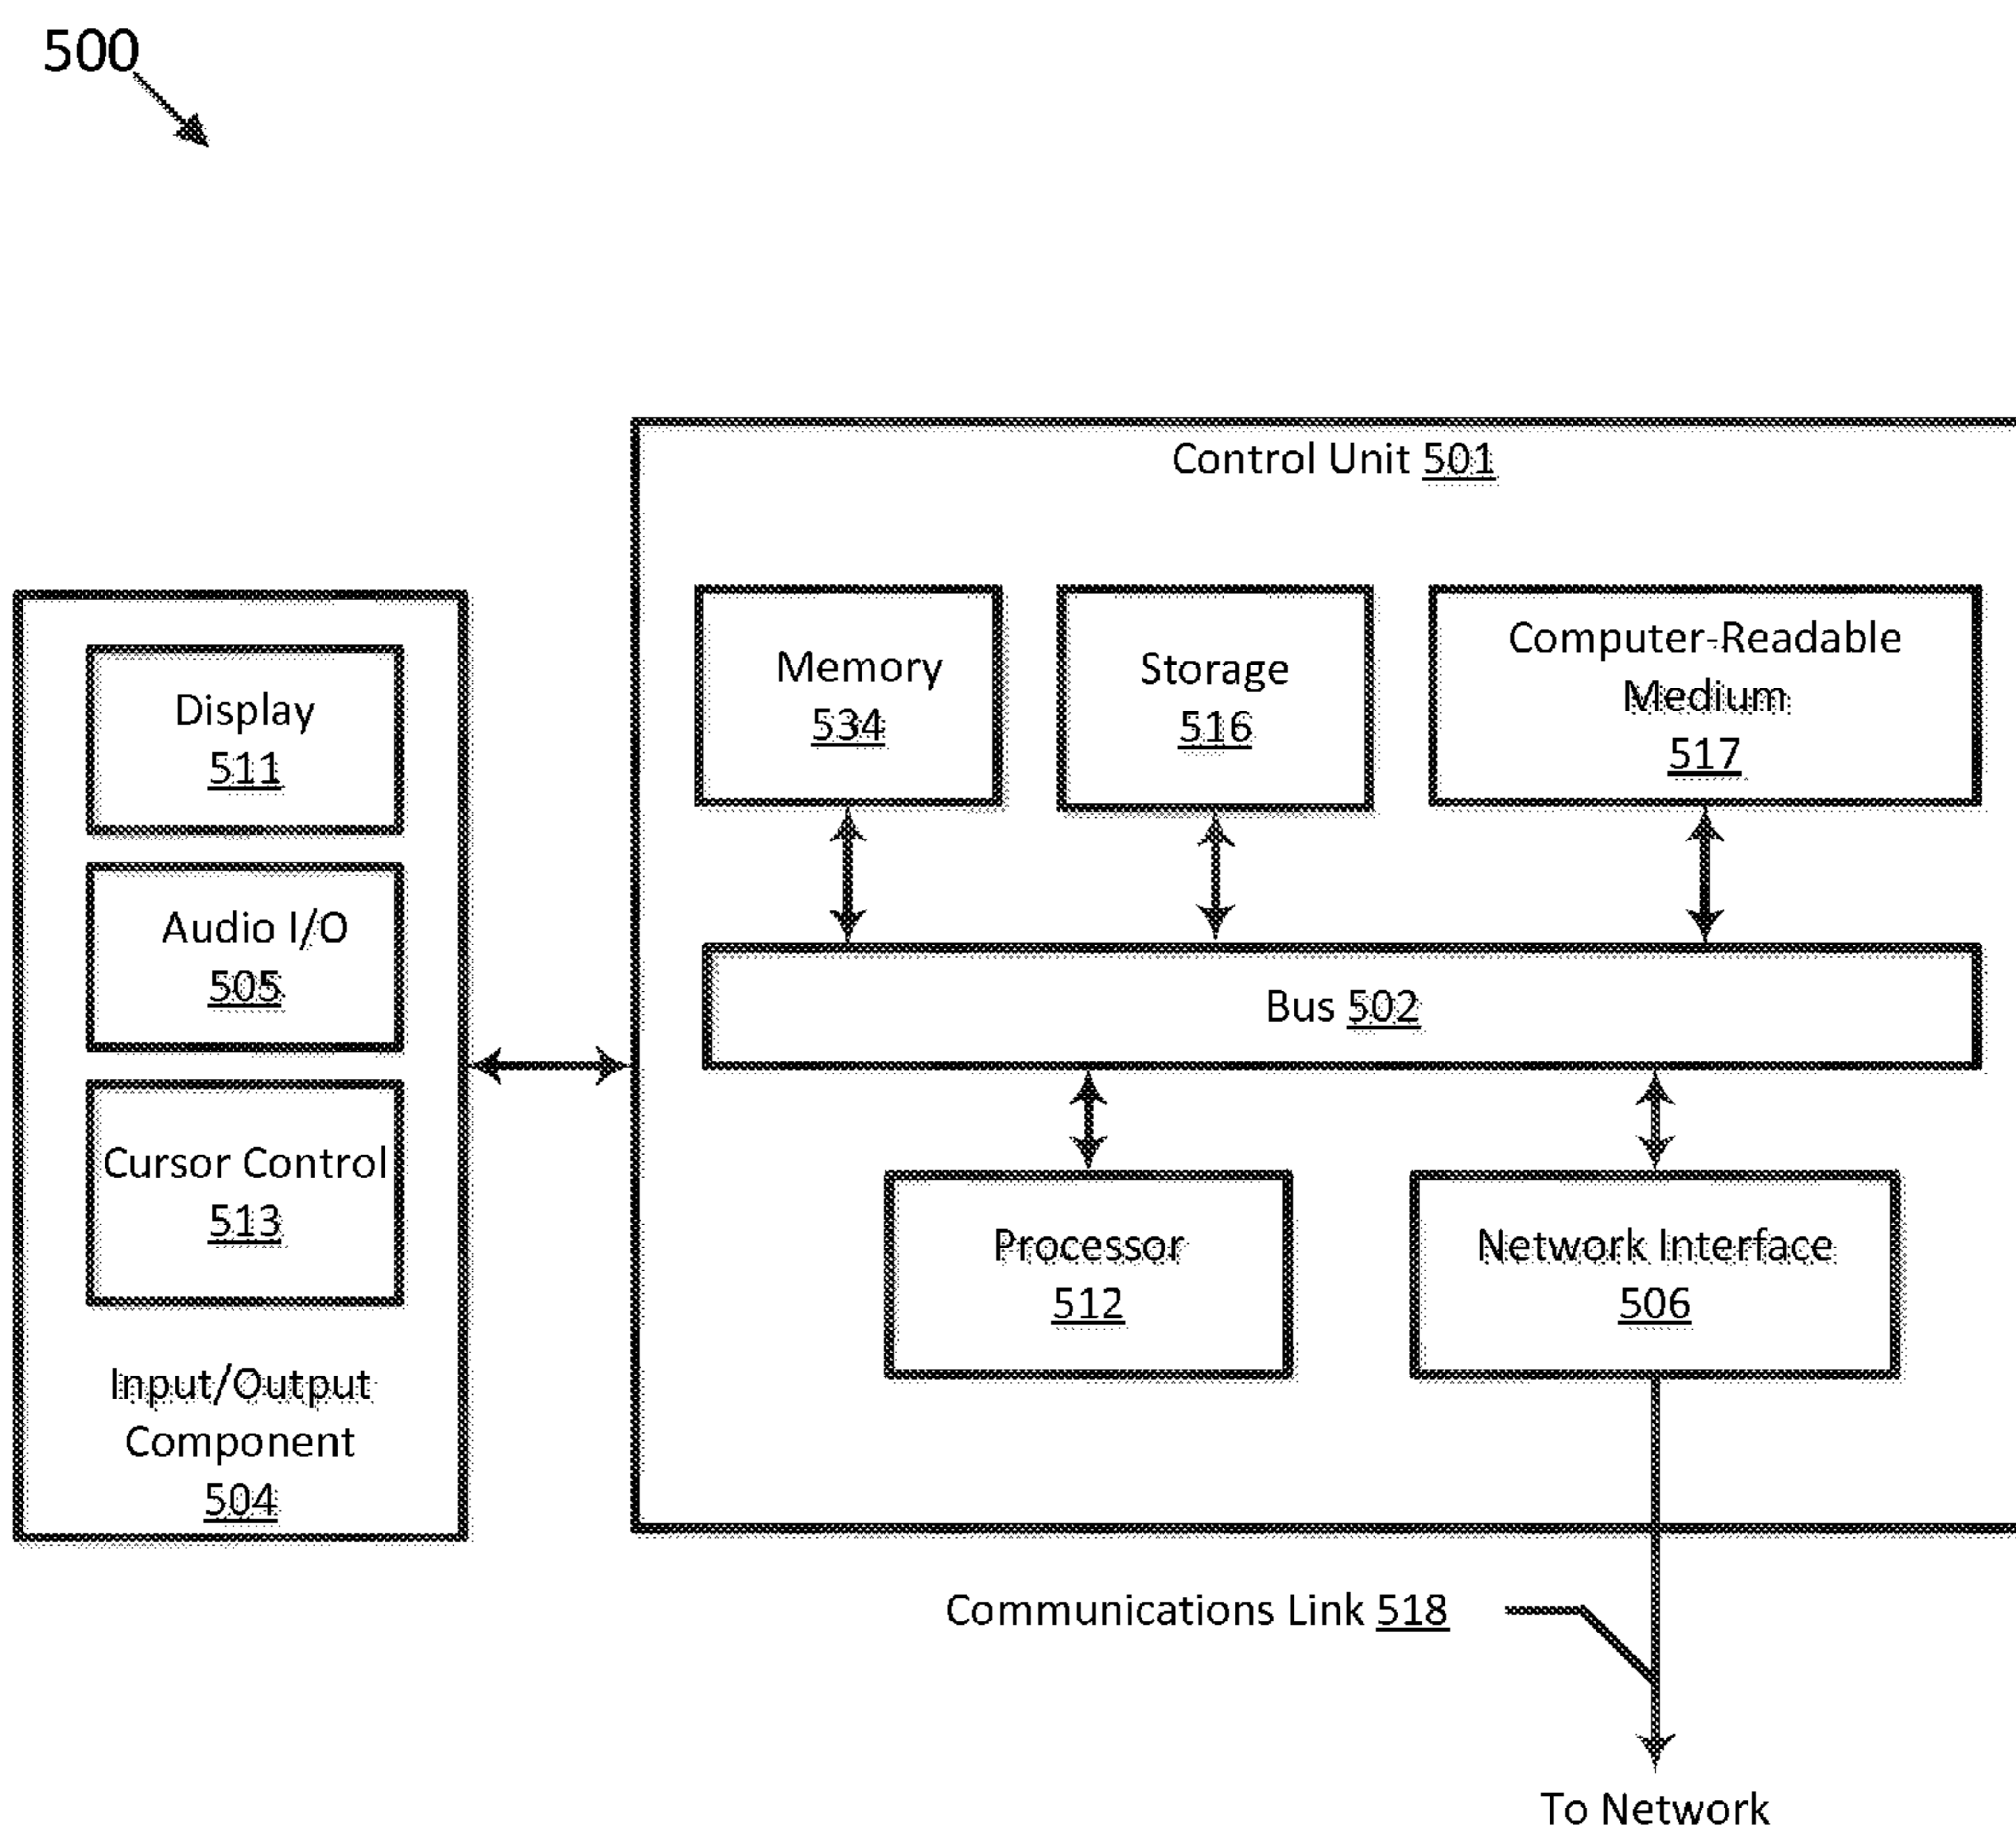 500
Control Unit 501
Memory
534
Storage
516
Computer-Readable
Medium
517
Display
511
Audio I/O
505
Cursor Control
513
Input/Output
Component
504
Bus 502
Processor
512
Network Interface
506
Communications Link 518
To Network